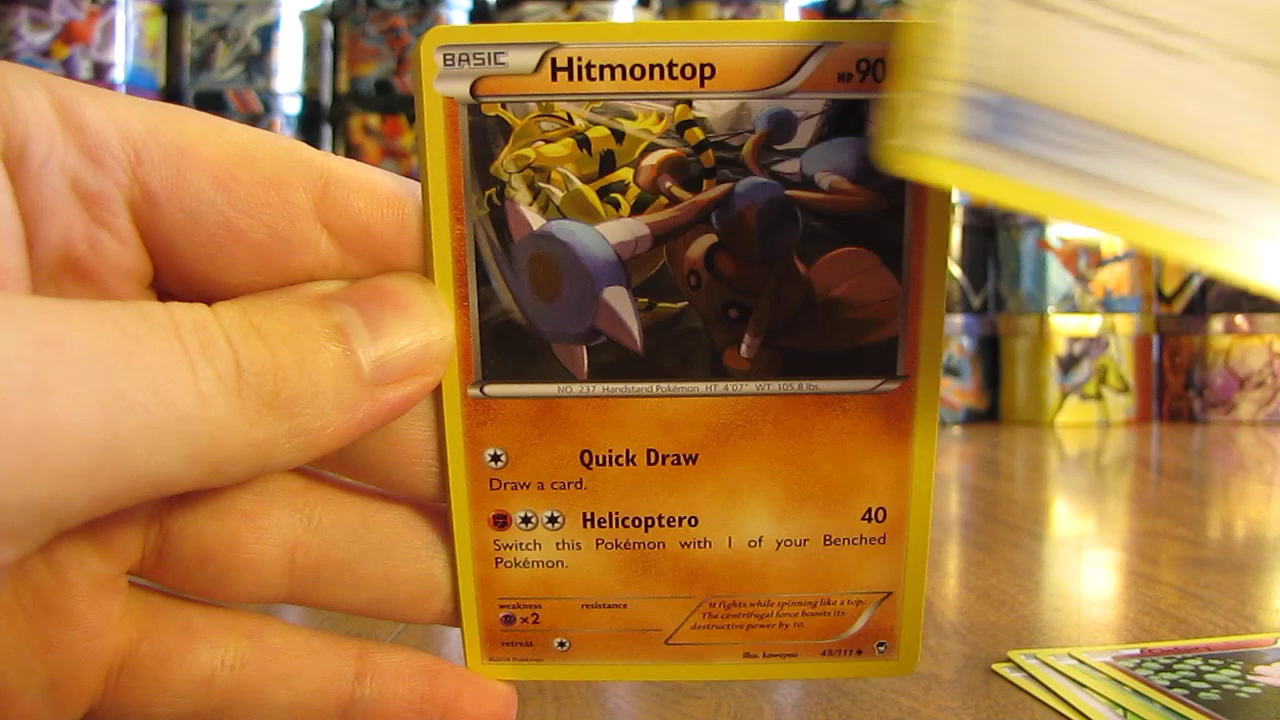 BASIC Hitmontop HP 90
NO. 237 Handstand Pokémon HT: 4'07" WT: 105.8 lbs.
Quick Draw
Draw a card.
Helicoptero 40
Switch this Pokémon with 1 of your Benched
Pokémon.
weakness resistance
×2
retreat
It fights while spinning like a top.
The centrifugal force boosts its
destructive power by 10.
©2014 Pokémon
Illus. kawayoo 49/111